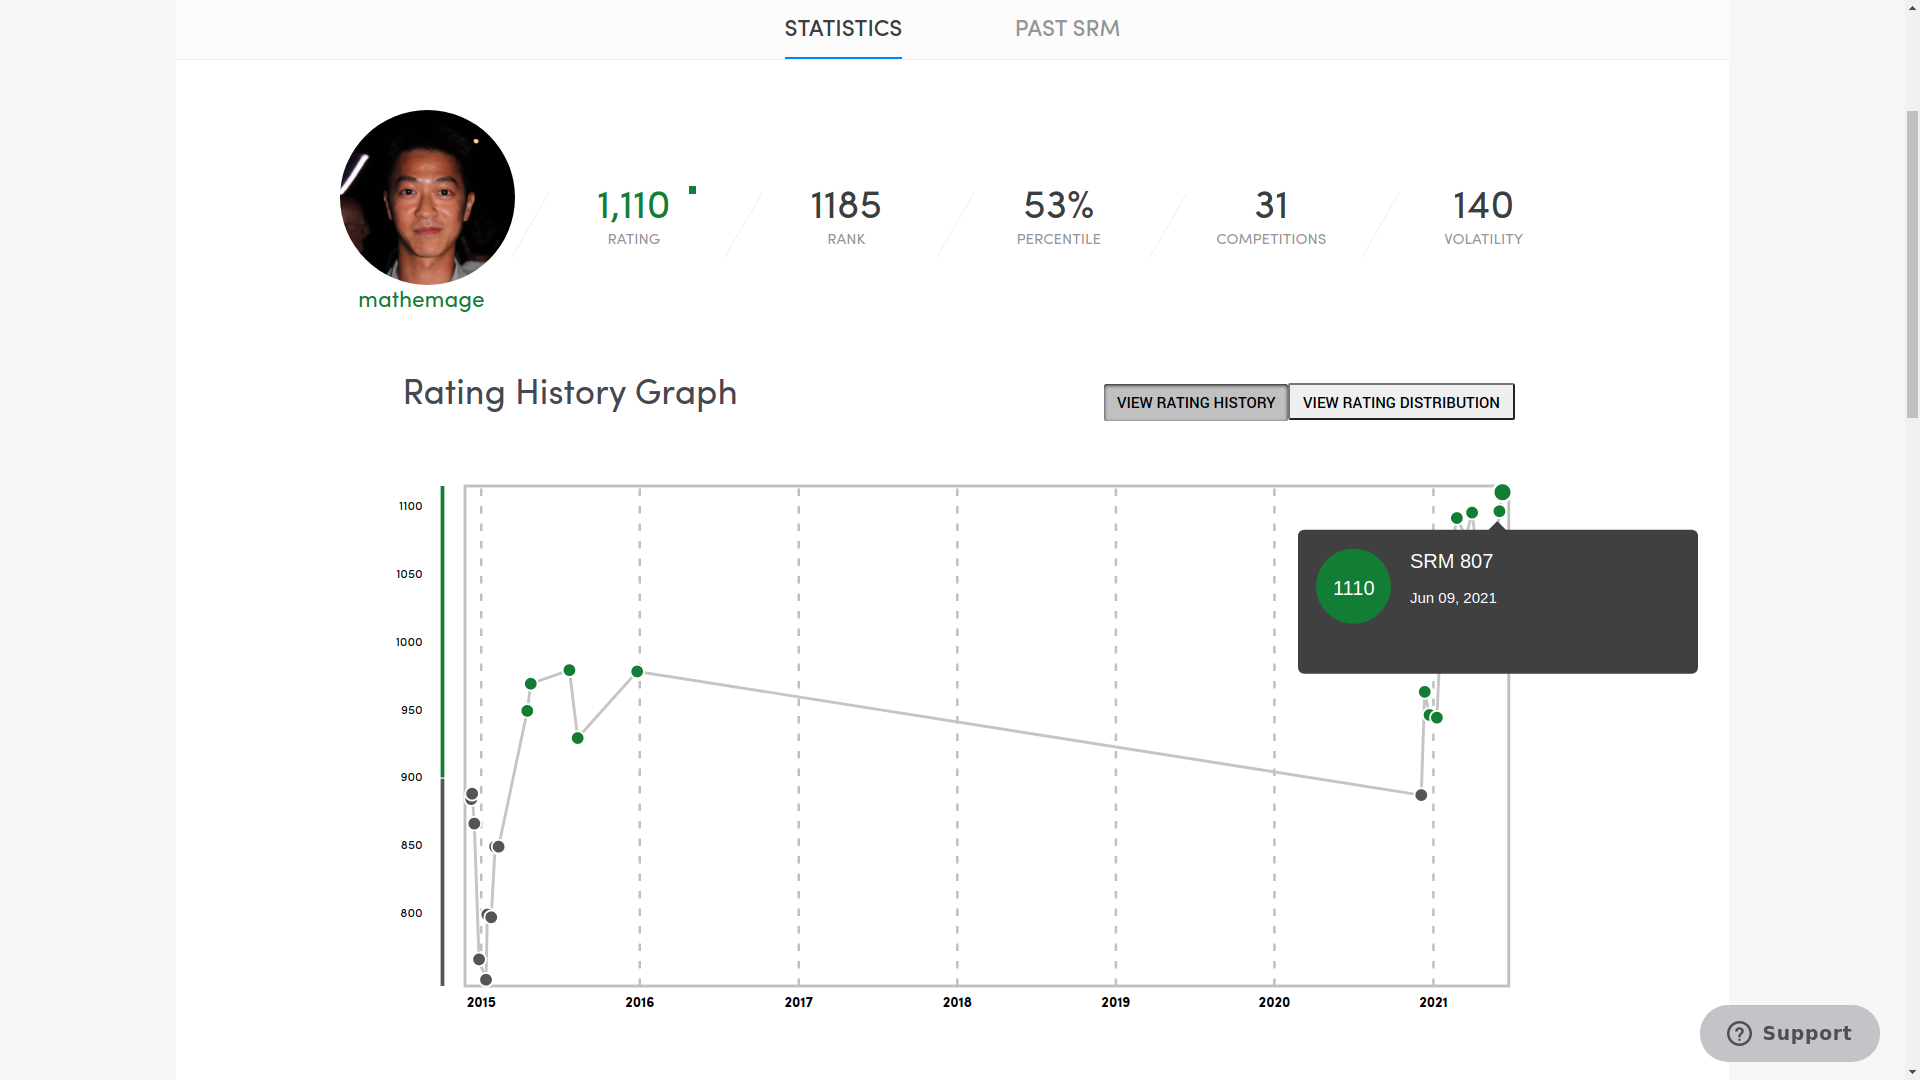 STATISTICS PAST SRM
1,110 1185 53% 31 140
RATING RANK PERCENTILE COMPETITIONS VOLATILITY
mathemage
Rating History Graph
VIEW RATING HISTORY VIEW RATING DISTRIBUTION
1100
1050
1000
950
900
850
800
SRM 807
1110
Jun 09, 2021
2015 2016 2017 2018 2019 2020 2021
Support